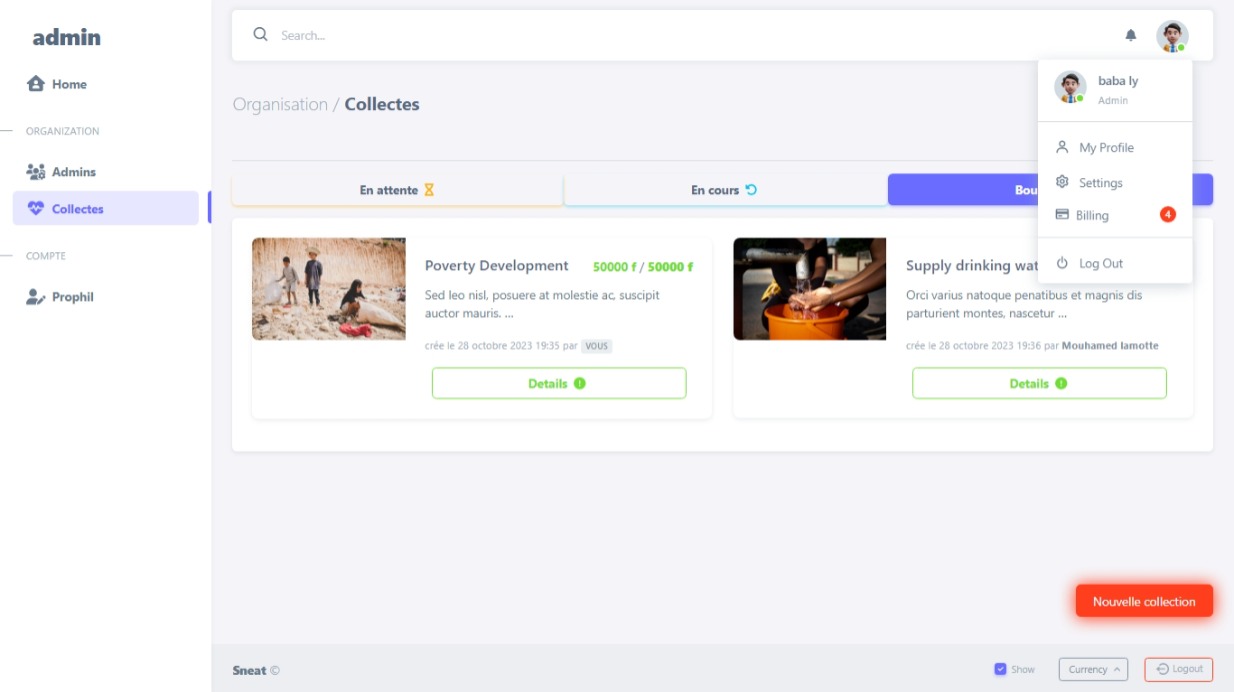 admin
Home
ORGANIZATION
Admins
Collectes
COMPTE
Prophil
Search...
baba ly
Admin
My Profile
Settings
Billing
4
Log Out
Organisation / Collectes
En attente
En cours
Poverty Development 50000 f / 50000 f
Sed leo nisl, posuere at molestie ac, suscipit
auctor mauris. ...
crée le 28 octobre 2023 19:35 par VOUS
Details
Supply drinking
Orci varius natoque penatibus et magnis dis
parturient montes, nascetur ...
crée le 28 octobre 2023 19:36 par Mouhamed lamotte
Details
Nouvelle collection
Sneat ©
Show
Currency
Logout